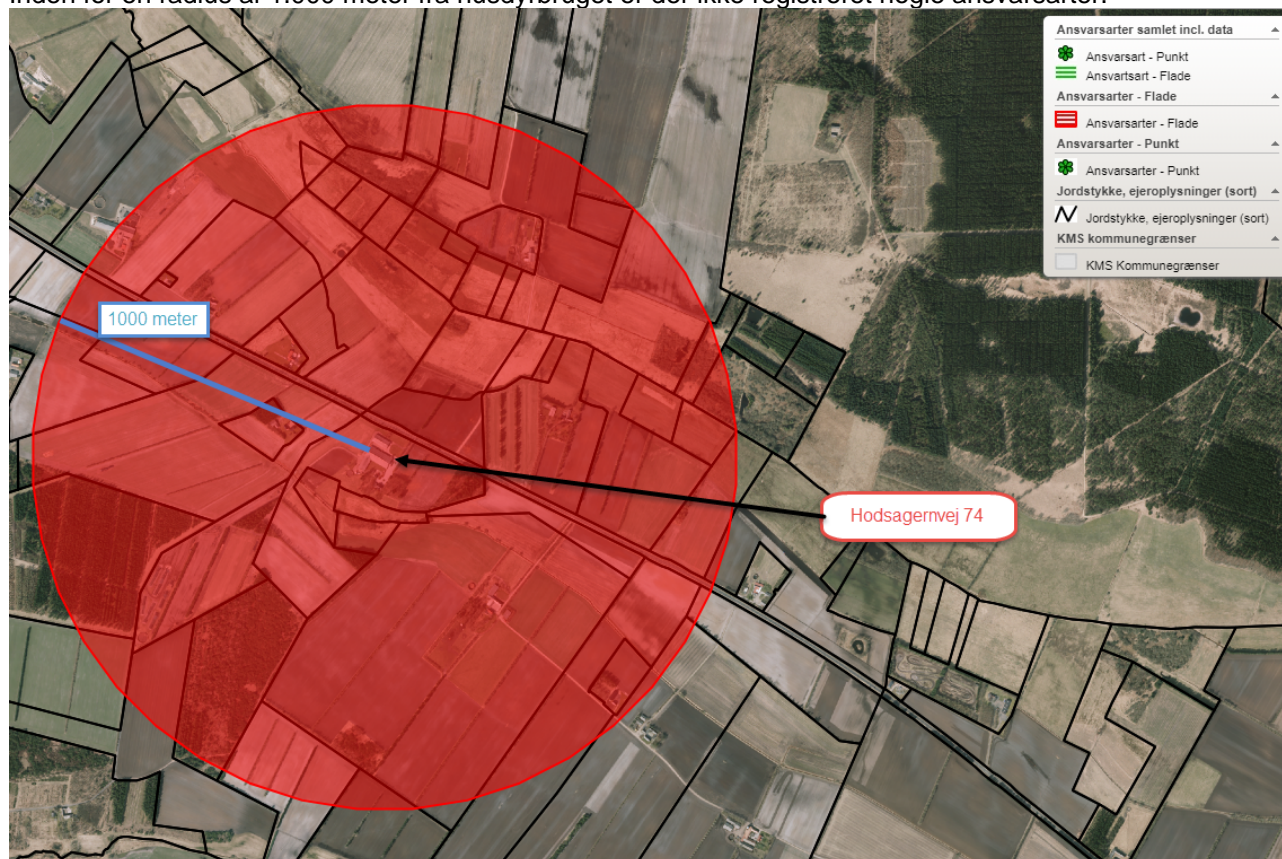 Inden for en radius af 1.000 meter fra husdyrbruget er der ikke registreret nogle ansvarsarter.
Ansvarsarter samlet incl. data
Ansvarsart - Punkt
Ansvartsart - Flade
Ansvarsarter - Flade
Ansvarsarter - Flade
Ansvarsarter - Punkt
Ansvarsarter - Punkt
Jordstykke, ejeroplysninger (sort)
Jordstykke, ejeroplysninger (sort)
KMS kommunegrænser
KMS Kommunegrænser
1000 meter
Hodsagernvej 74